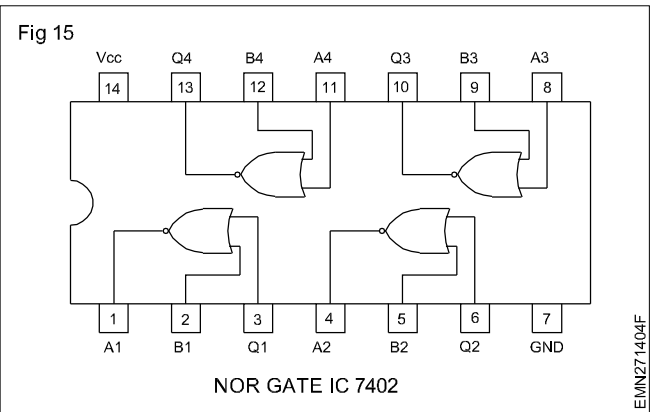 Fig 15
Vcc Q4 B4 A4 Q3 B3 A3
14 13 12 11 10 9 8
1 2 3 4 5 6 7
A1 B1 Q1 A2 B2 Q2 GND
NOR GATE IC 7402
EMN271404F